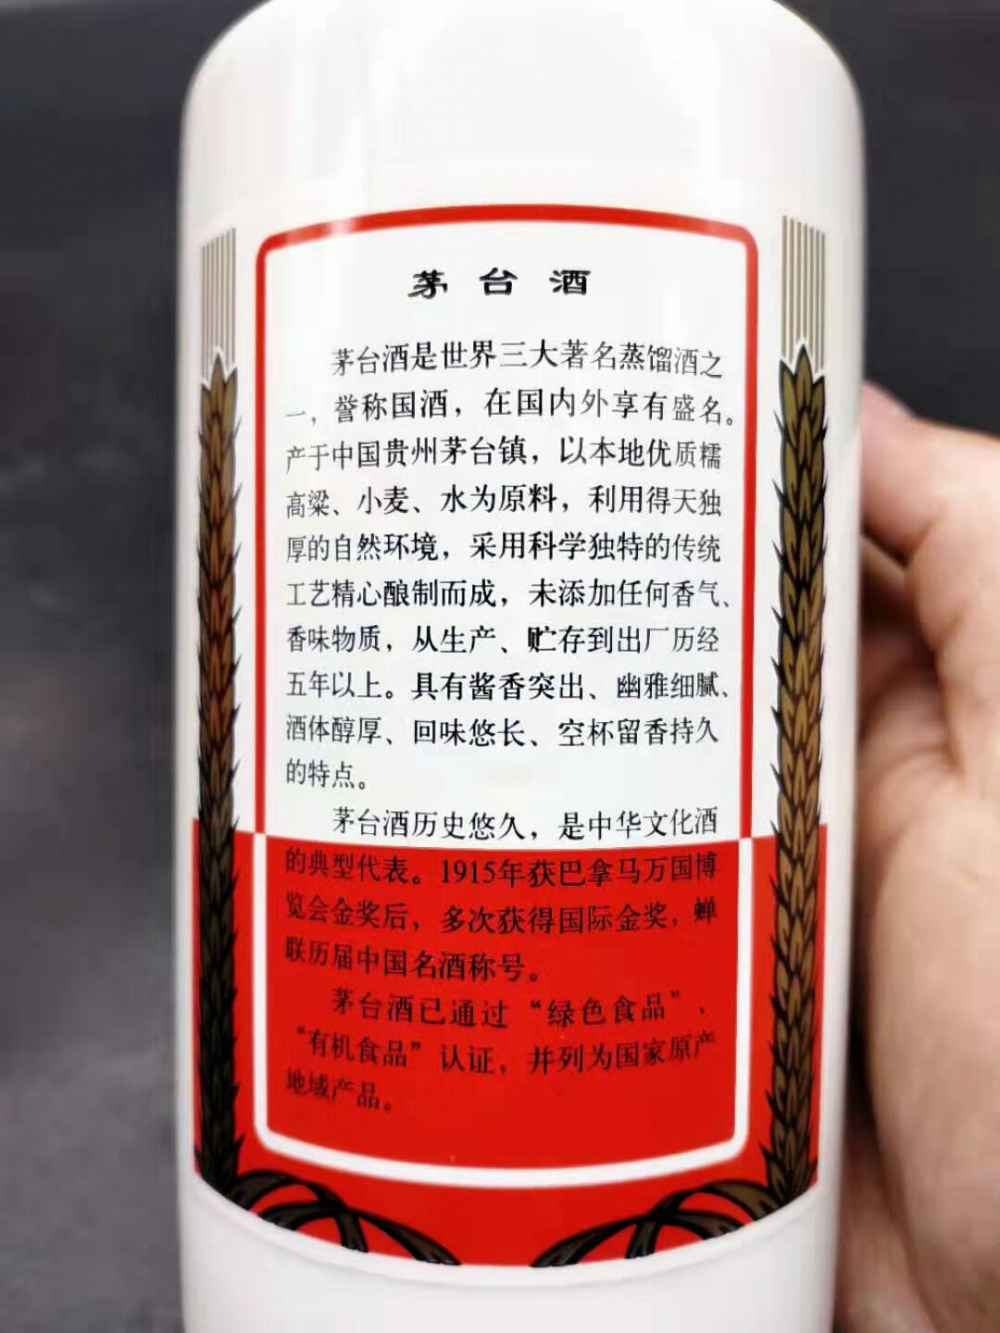 茅台酒
茅台酒是世界三大著名蒸馏酒之
一，誉称国酒，在国内外享有盛名。
产于中国贵州茅台镇，以本地优质糯
高粱、小麦、水为原料，利用得天独
厚的自然环境，采用科学独特的传统
工艺精心酿制而成，未添加任何香气、
香味物质，从生产、贮存到出厂历经
五年以上。具有酱香突出、幽雅细腻、
酒体醇厚、回味悠长、空杯留香持久
的特点。
茅台酒历史悠久，是中华文化酒
的典型代表。1915年获巴拿马万国博
览会金奖后，多次获得国际金奖，蝉
联历届中国名酒称号。
茅台酒已通过“绿色食品”、
“有机食品”认证，并列为国家原产
地域产品。